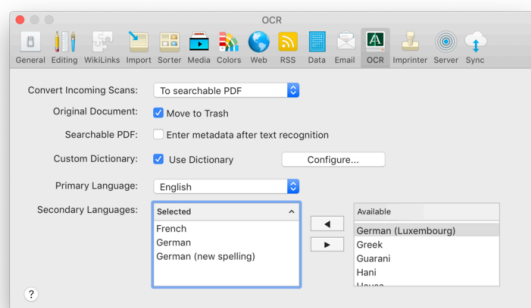 OCR
General Editing WikiLinks Import Sorter Media Colors Web RSS Data Email OCR Imprinter Server Sync
Convert Incoming Scans: To searchable PDF
Original Document: Move to Trash
Searchable PDF: Enter metadata after text recognition
Custom Dictionary: Use Dictionary Configure...
Primary Language: English
Secondary Languages: Selected Available
French German (Luxembourg)
German Greek
German (new spelling) Guarani
Hani
?